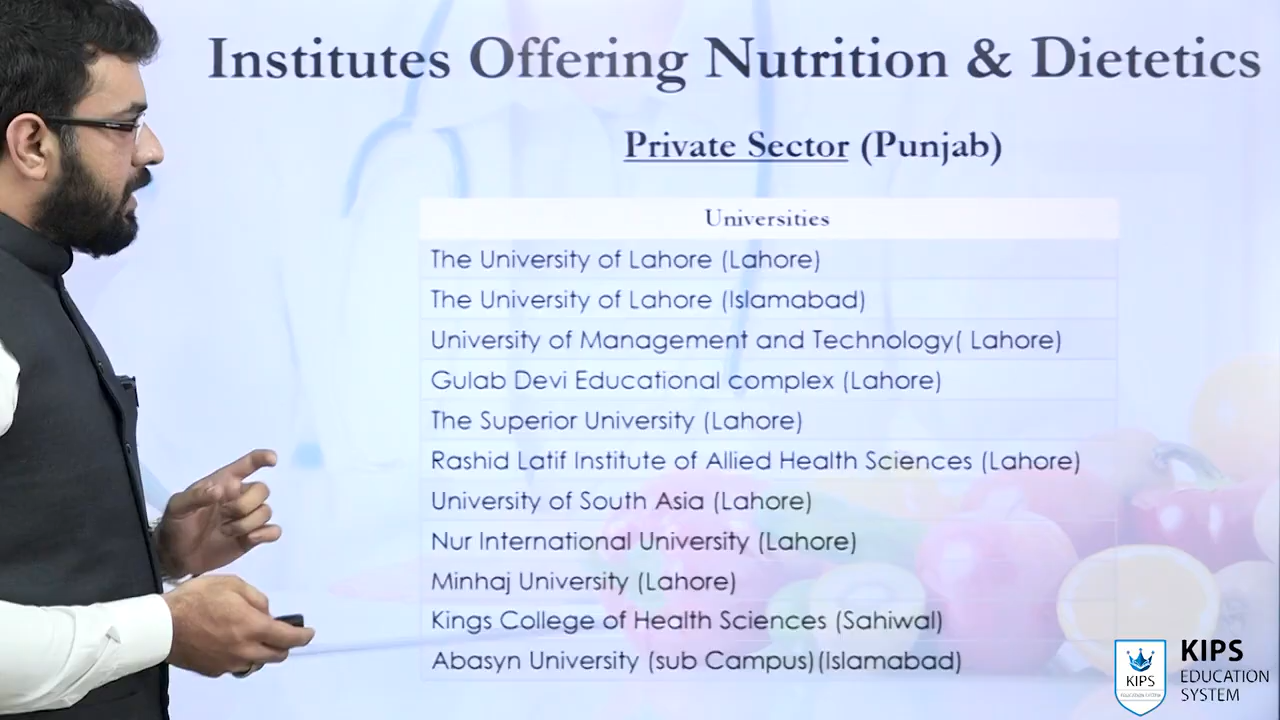 Institutes Offering Nutrition & Dietetics
Private Sector (Punjab)
Universities
The University of Lahore (Lahore)
The University of Lahore (Islamabad)
University of Management and Technology( Lahore)
Gulab Devi Educational complex (Lahore)
The Superior University (Lahore)
Rashid Latif Institute of Allied Health Sciences (Lahore)
University of South Asia (Lahore)
Nur International University (Lahore)
Minhaj University (Lahore)
Kings College of Health Sciences (Sahiwal)
Abasyn University (sub Campus)(Islamabad)
KIPS
EDUCATION SYSTEM
KIPS
EDUCATION
SYSTEM